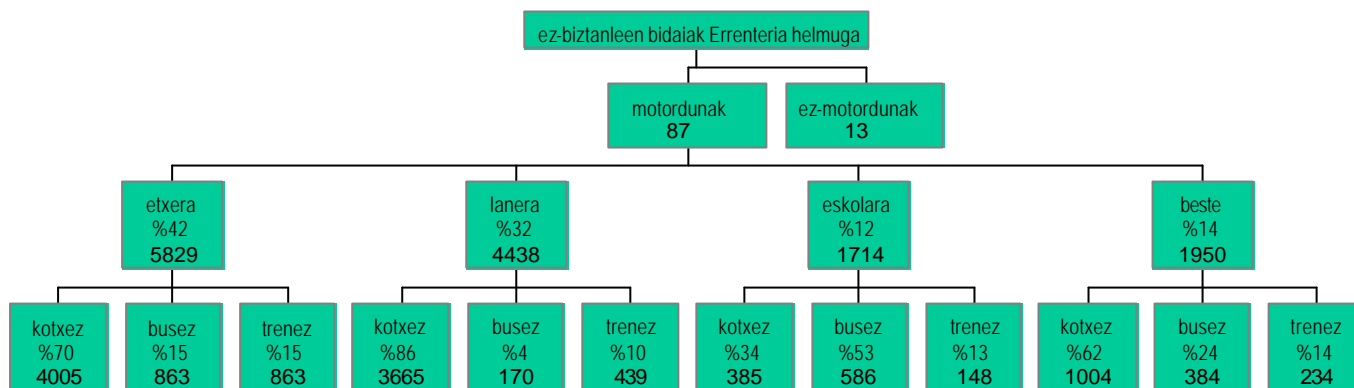 ez-biztanleen bidaiak Errenteria helmuga
motordunak
87
ez-motordunak
13
etxera
%42
5829
lanera
%32
4438
eskolara
%12
1714
beste
%14
1950
kotxez
%70
4005
busez
%15
863
trenez
%15
863
kotxez
%86
3665
busez
%4
170
trenez
%10
439
kotxez
%34
385
busez
%53
586
trenez
%13
148
kotxez
%62
1004
busez
%24
384
trenez
%14
234